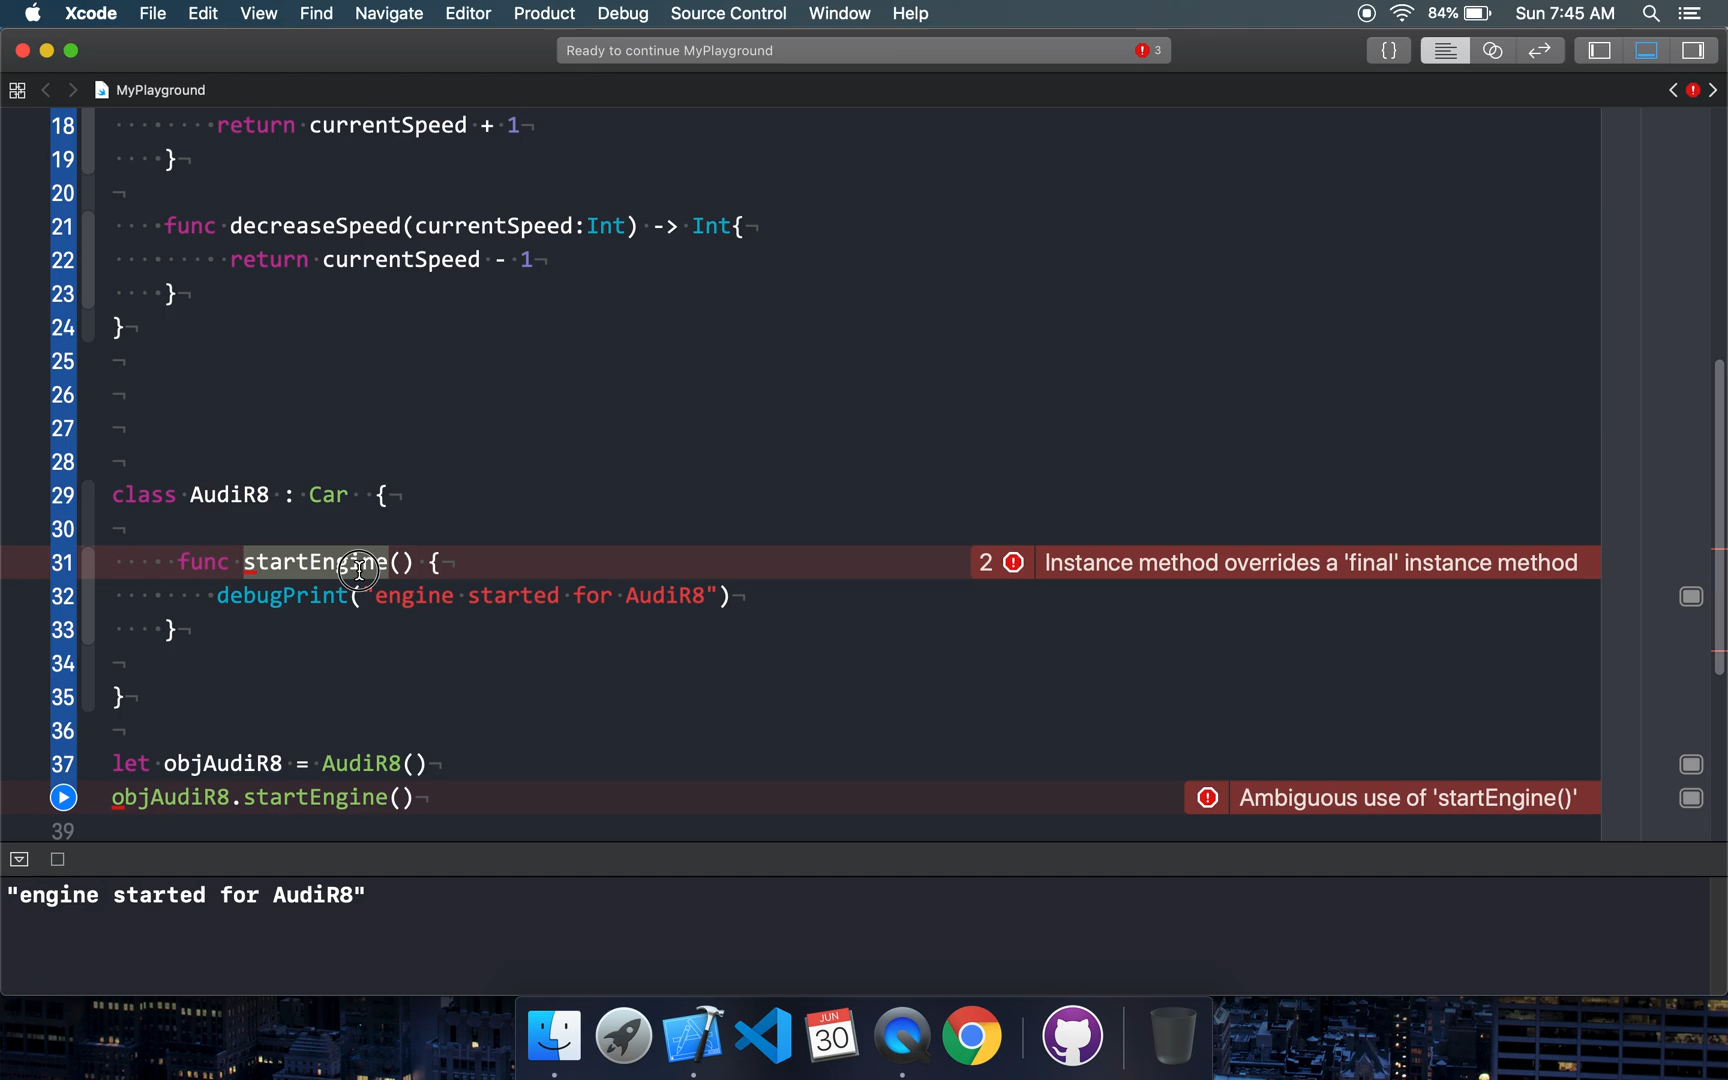 Xcode File Edit View Find Navigate Editor Product Debug Source Control Window Help 84% Sun 7:45 AM
Ready to continue MyPlayground 3 {}
MyPlayground
18 return currentSpeed + 1
19 }
20
21 func decreaseSpeed(currentSpeed:Int) -> Int{
22 return currentSpeed - 1
23 }
24 }
25
26
27
28
29 class AudiR8 : Car {
30
31 func startEngine() { 2 Instance method overrides a 'final' instance method
32 debugPrint("engine started for AudiR8")
33 }
34
35 }
36
37 let objAudiR8 = AudiR8()
objAudiR8.startEngine() Ambiguous use of 'startEngine()'
39
"engine started for AudiR8"
JUN
30